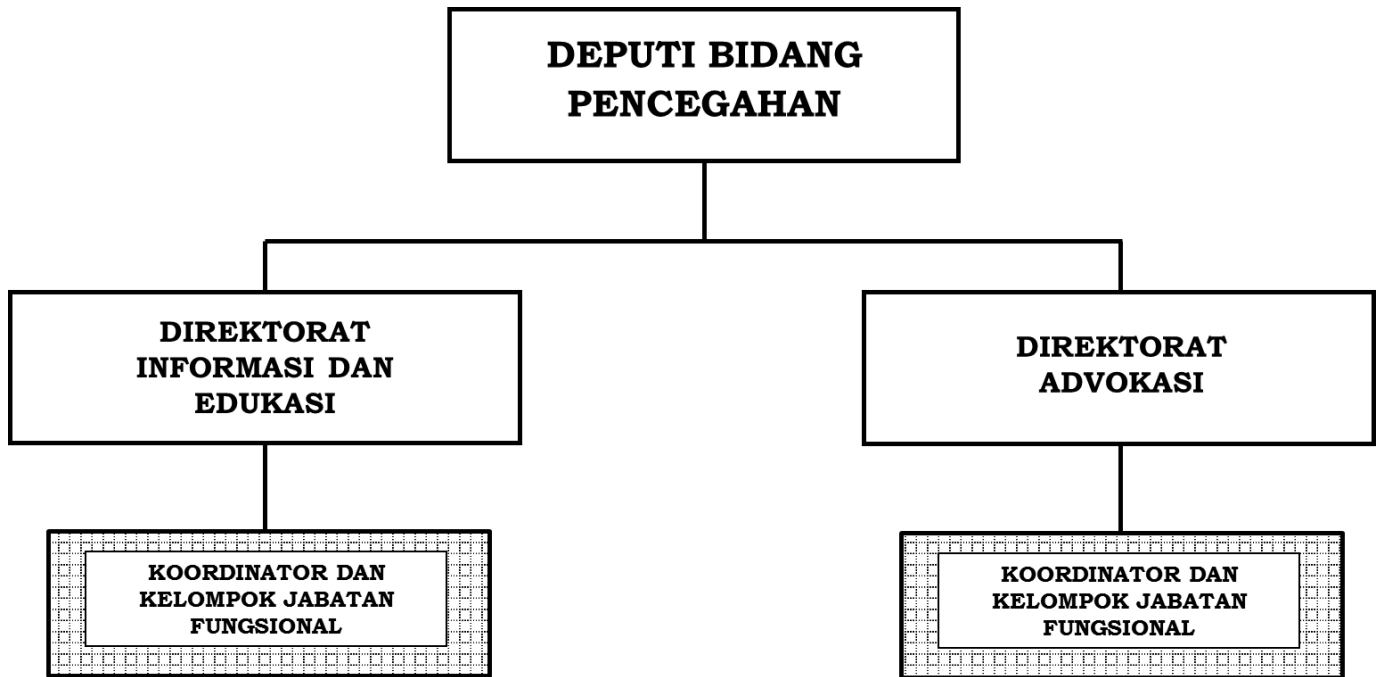 DEPUTI BIDANG
PENCEGAHAN
DIREKTORAT
INFORMASI DAN
EDUKASI
DIREKTORAT
ADVOKASI
KOORDINATOR DAN
KELOMPOK JABATAN
FUNGSIONAL
KOORDINATOR DAN
KELOMPOK JABATAN
FUNGSIONAL